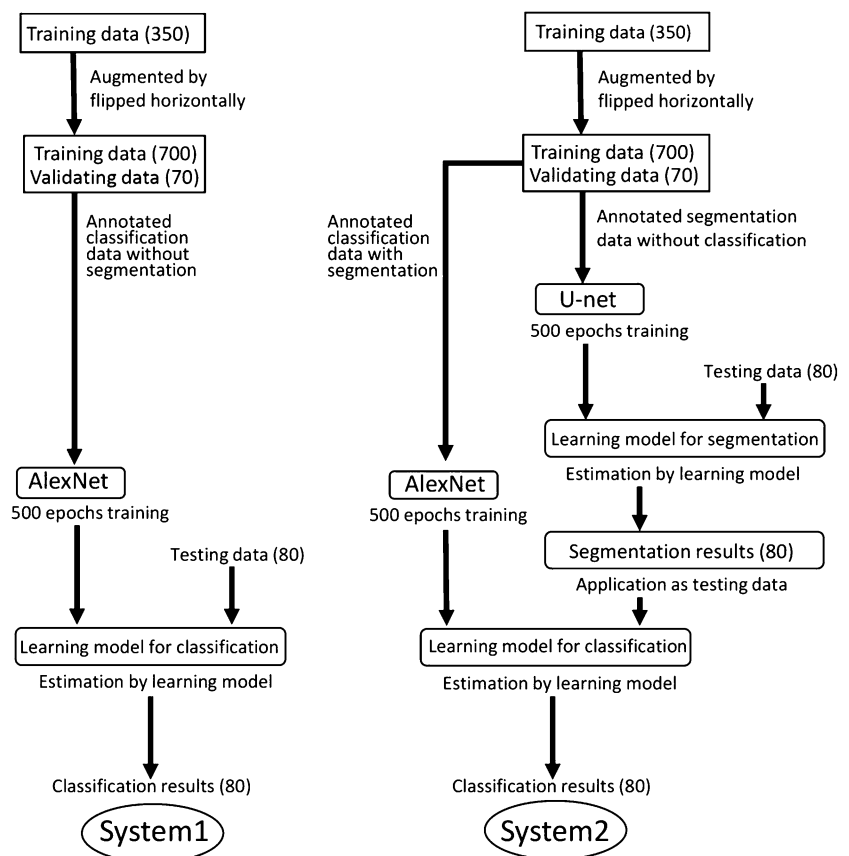 Training data (350)
Augmented by
flipped horizontally
Training data (700)
Validating data (70)
Annotated
classification
data without
segmentation
AlexNet
500 epochs training
Testing data (80)
Learning model for classification
Estimation by learning model
Classification results (80)
System1
Training data (350)
Augmented by
flipped horizontally
Training data (700)
Validating data (70)
Annotated
classification
data with
segmentation
Annotated segmentation
data without classification
U-net
500 epochs training
Testing data (80)
Learning model for segmentation
Estimation by learning model
AlexNet
500 epochs training
Segmentation results (80)
Application as testing data
Learning model for classification
Estimation by learning model
Classification results (80)
System2